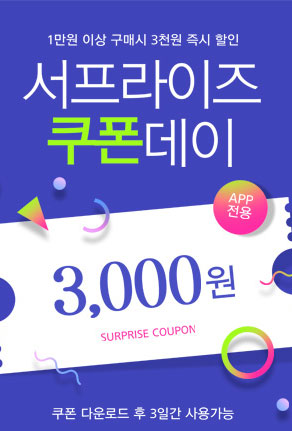 1만원 이상 구매시 3천원 즉시 할인
서프라이즈
쿠폰데이
APP
전용
3,000원
SURPRISE COUPON
쿠폰 다운로드 후 3일간 사용가능